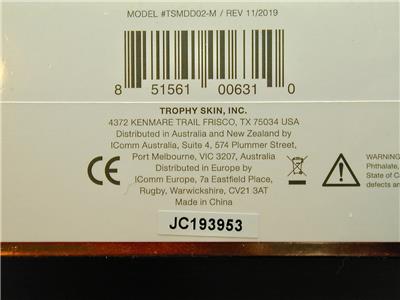 MODEL #TSMDD02-M / REV 11/2019
8 51561 00631 0
TROPHY SKIN, INC.
4372 KENMARE TRAIL FRISCO, TX 75034 USA
Distributed in Australia and New Zealand by
IComm Australia, Suite 4, 574 Plummer Street,
Port Melbourne, VIC 3207, Australia
Distributed in Europe by
IComm Europe, 7a Eastfield Place,
Rugby, Warwickshire, CV21 3AT
Made in China
CE
WARNING
Phthalate,
State of Ca
defects an
JC193953